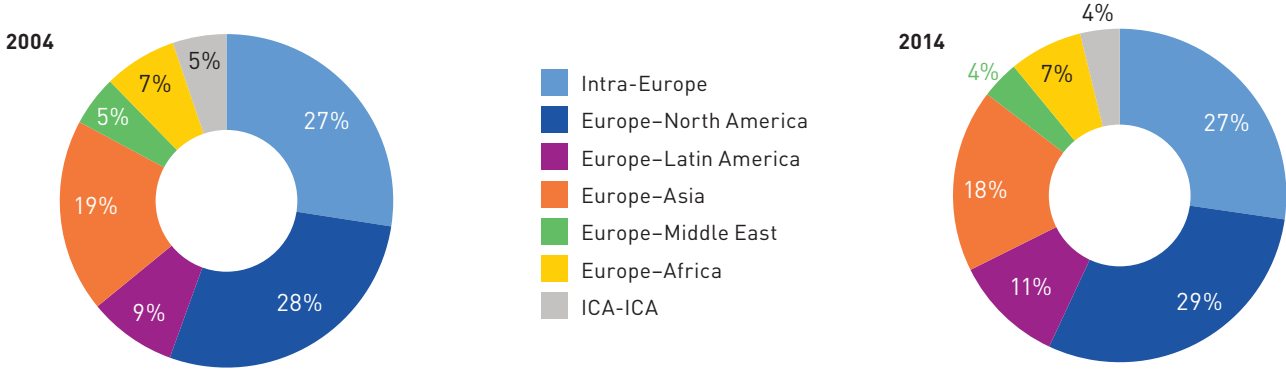 2004
5%
27%
28%
9%
19%
5%
7%
Intra-Europe
Europe–North America
Europe–Latin America
Europe–Asia
Europe–Middle East
Europe–Africa
ICA-ICA
2014
4%
27%
29%
11%
18%
4%
7%